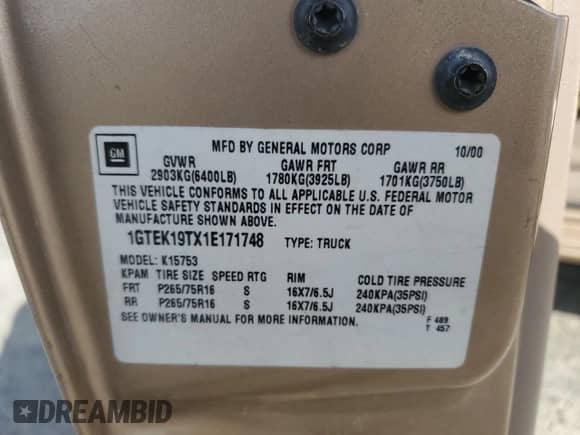 GM
MFD BY GENERAL MOTORS CORP 10/00
GVWR GAWR FRT GAWR RR
2903KG(6400LB) 1780KG(3925LB) 1701KG(3750LB)
THIS VEHICLE CONFORMS TO ALL APPLICABLE U.S. FEDERAL MOTOR
VEHICLE SAFETY STANDARDS IN EFFECT ON THE DATE OF
MANUFACTURE SHOWN ABOVE.
1GTEK19TX1E171748 TYPE: TRUCK
MODEL: K15753
KPAM TIRE SIZE SPEED RTG RIM COLD TIRE PRESSURE
FRT P265/75R16 S 16X7/6.5J 240KPA(35PSI)
RR P265/75R16 S 16X7/6.5J 240KPA(35PSI)
SEE OWNER'S MANUAL FOR MORE INFORMATION. F 489
T 457
DREAMBID